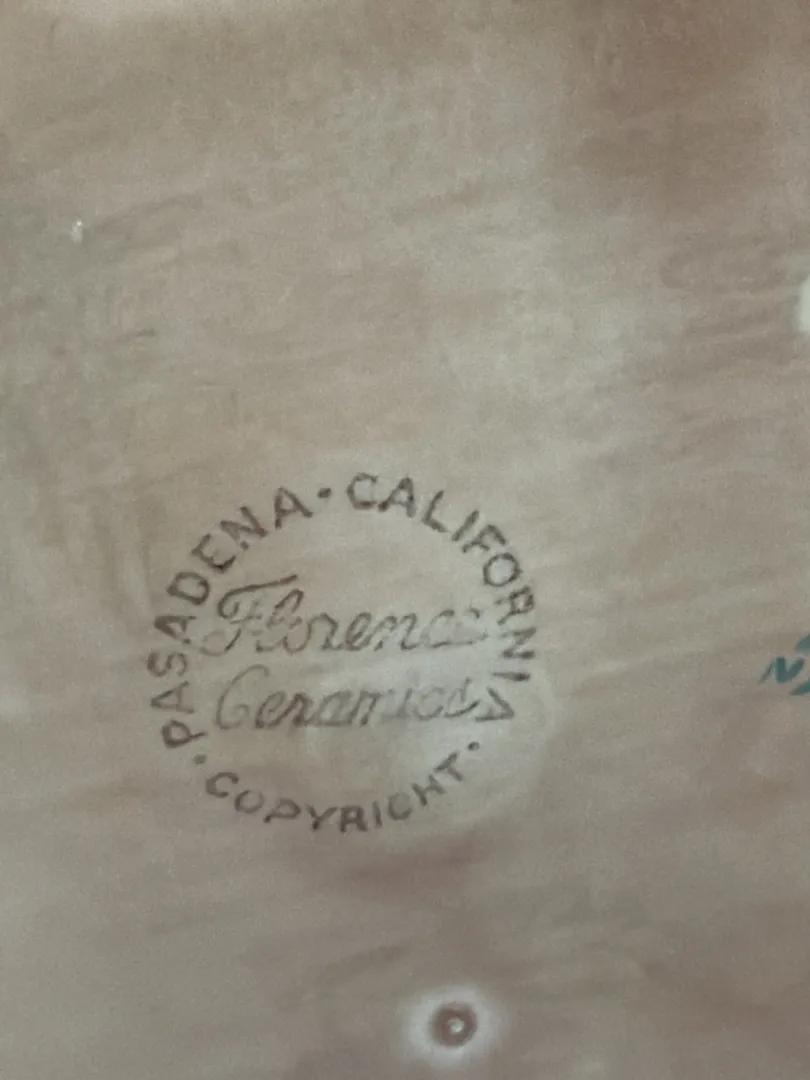 PASADENA · CALIFORNIA
Florence
Ceramics
· COPYRIGHT ·